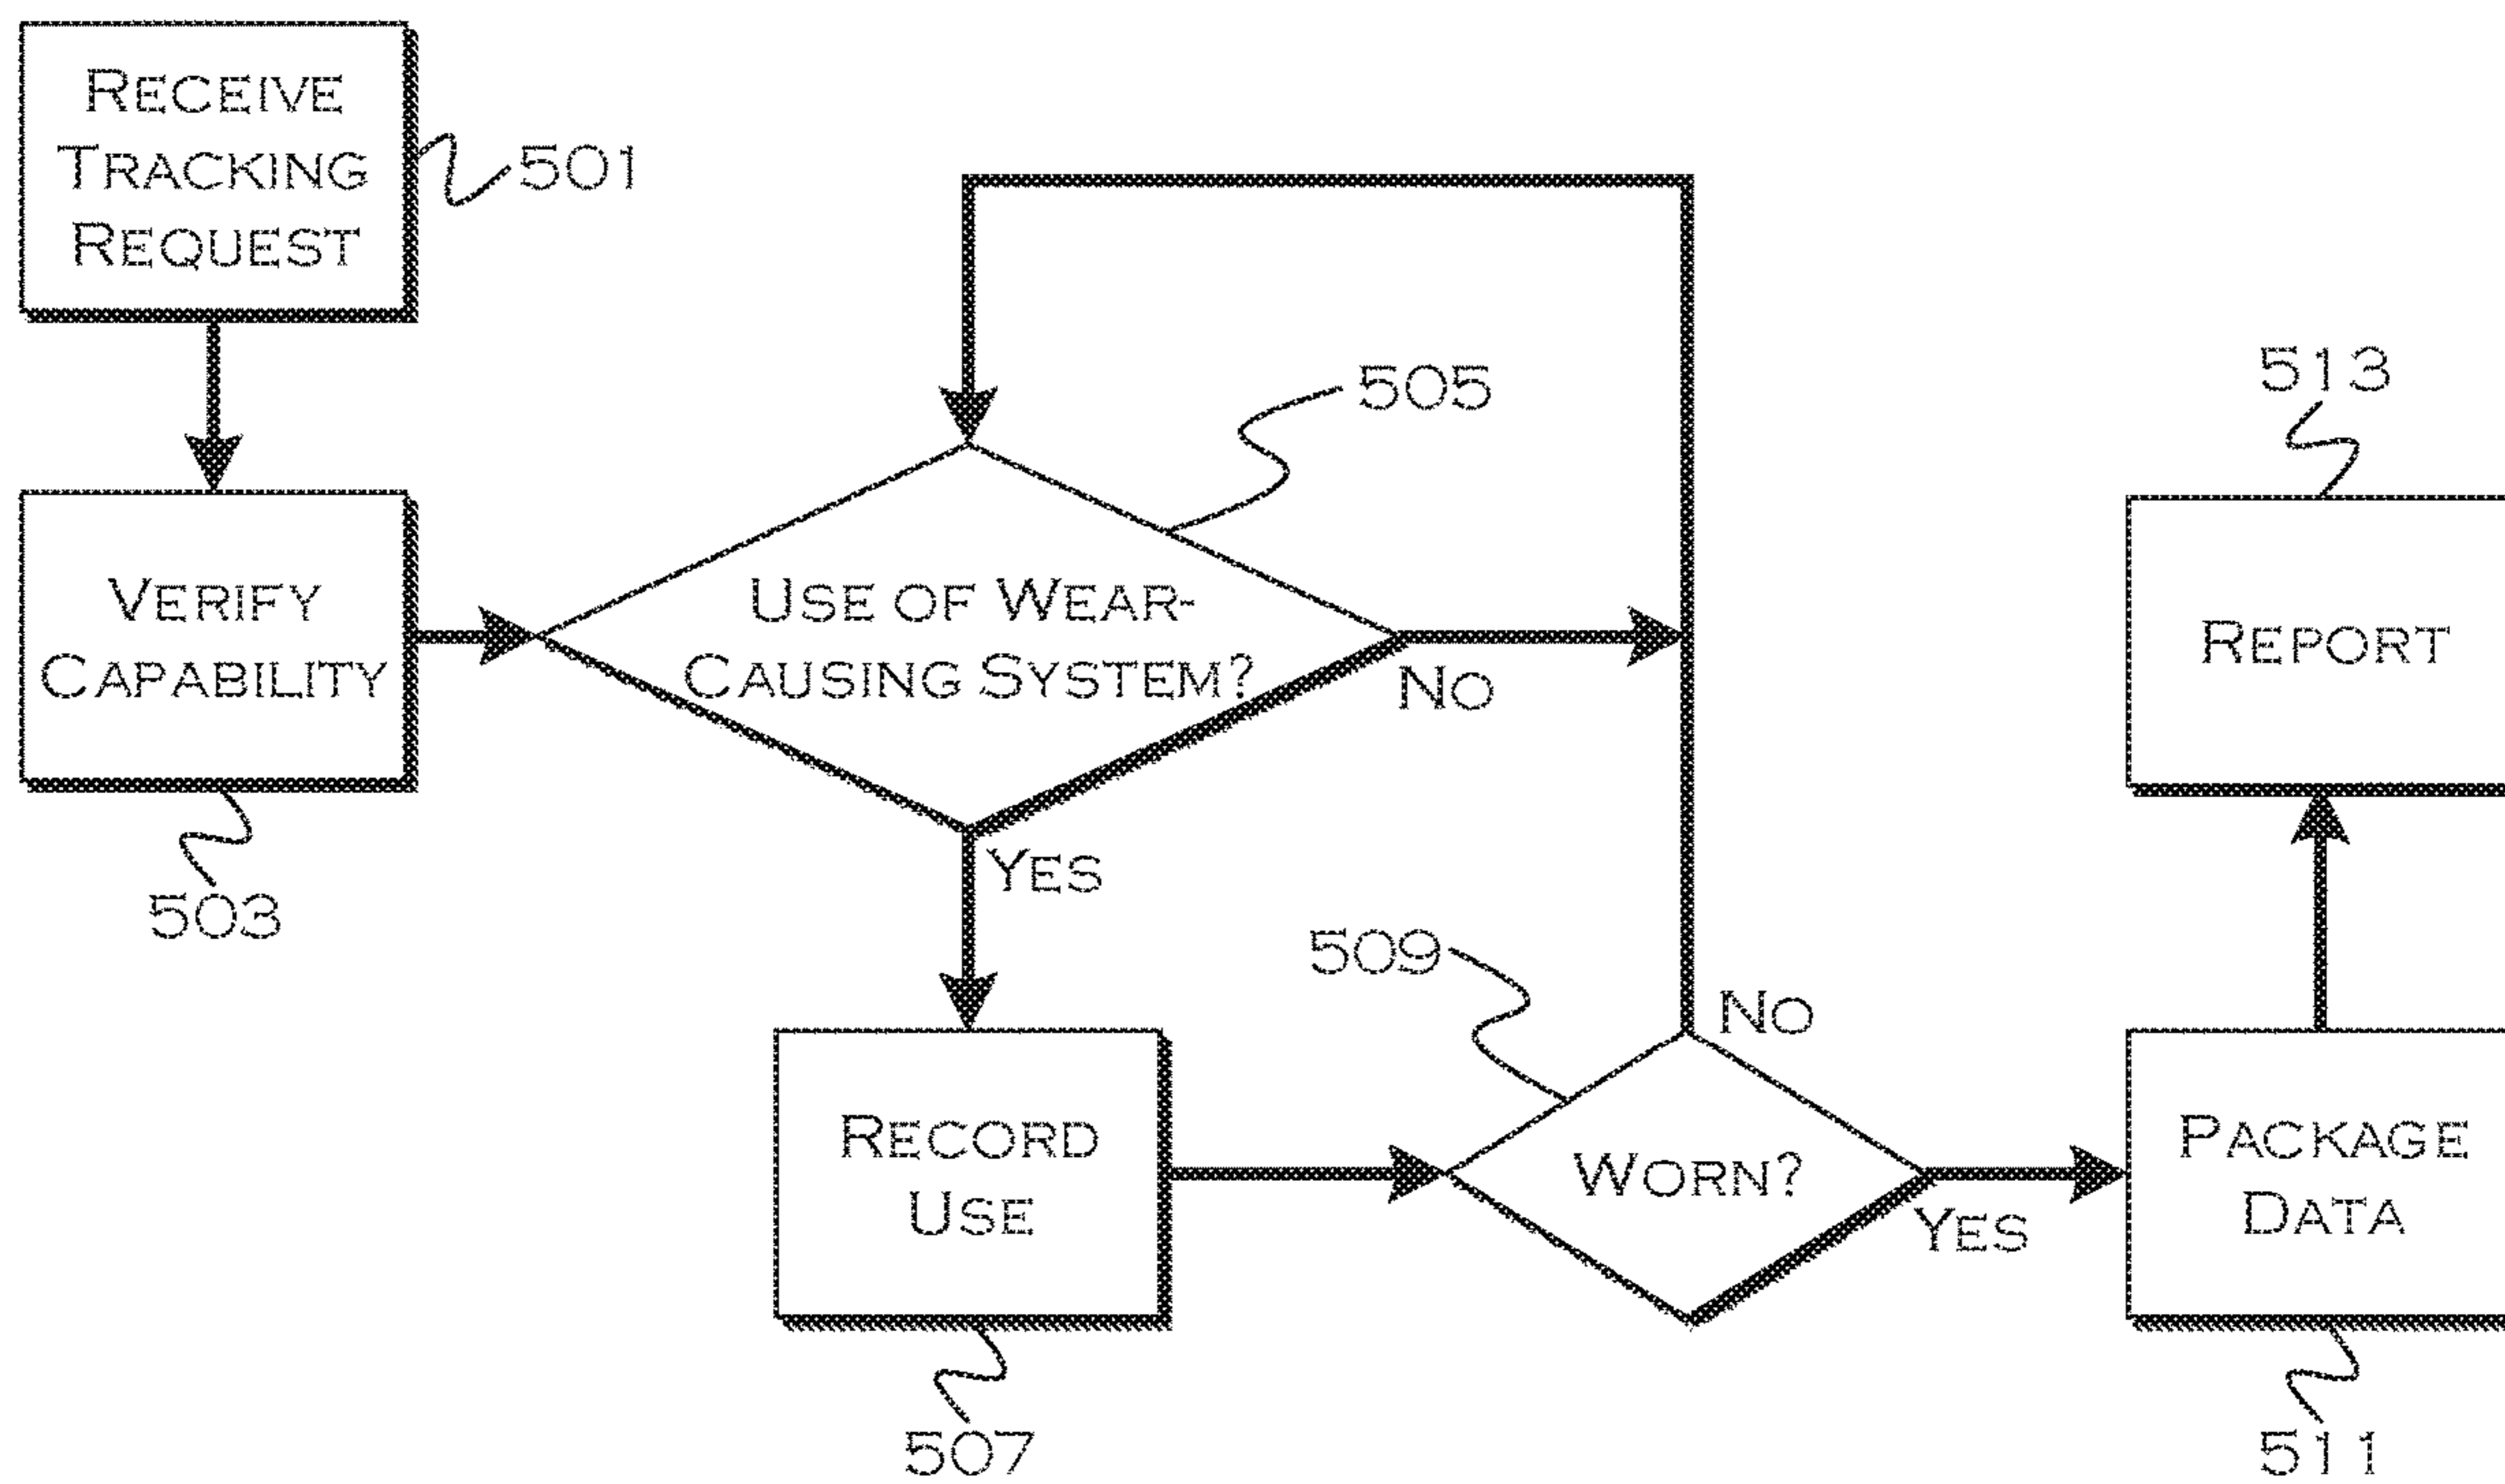 RECEIVE
TRACKING
REQUEST
501
VERIFY
CAPABILITY
503
USE OF WEAR-
CAUSING SYSTEM?
505
NO
YES
RECORD
USE
507
WORN?
509
NO
YES
PACKAGE
DATA
511
REPORT
513